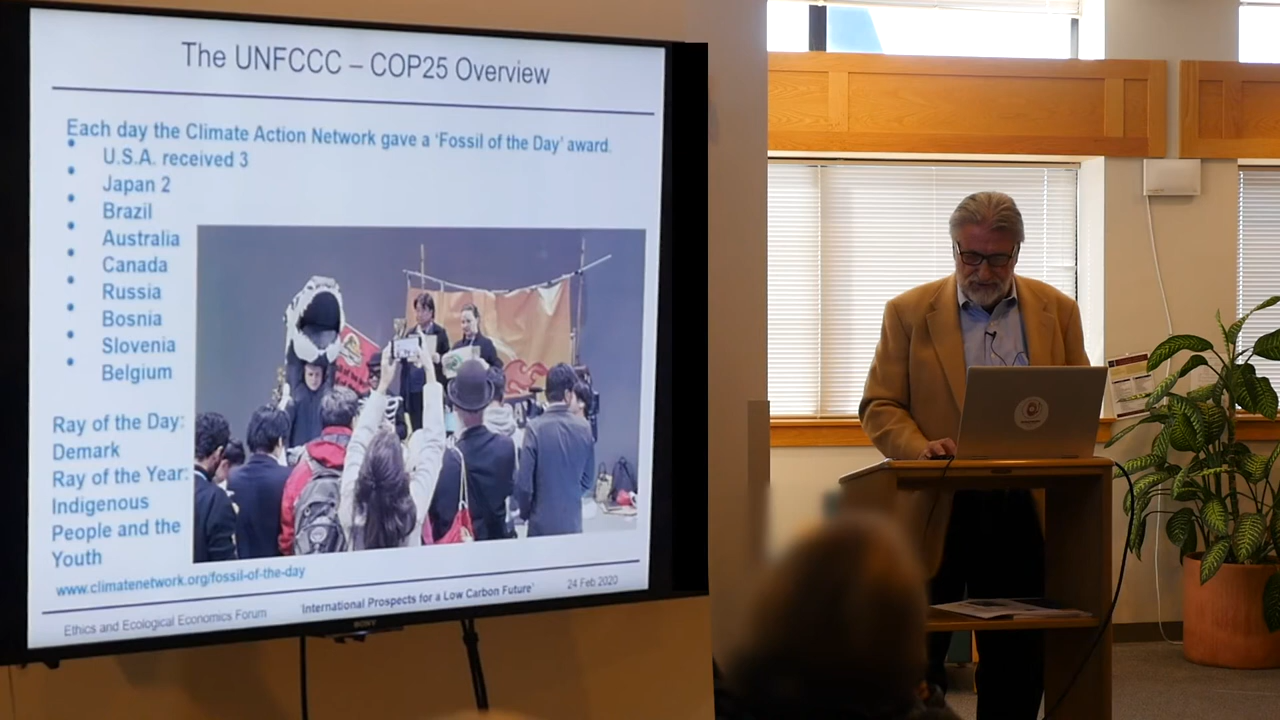 The UNFCCC – COP25 Overview
Each day the Climate Action Network gave a 'Fossil of the Day' award.
• U.S.A. received 3
• Japan 2
• Brazil
• Australia
• Canada
• Russia
• Bosnia
• Slovenia
• Belgium
Ray of the Day:
Demark
Ray of the Year:
Indigenous
People and the
Youth
www.climatenetwork.org/fossil-of-the-day
Ethics and Ecological Economics Forum
'International Prospects for a Low Carbon Future'
24 Feb 2020
SONY